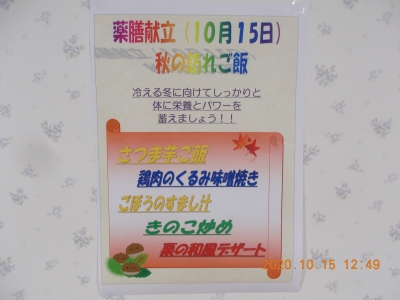 薬膳献立(10月15日)
秋の訪れご飯
冷える冬に向けてしっかりと
体に栄養とパワーを
蓄えましょう!!
さつま芋ご飯
鶏肉のくるみ味噌焼き
ごぼうのすまし汁
きのこ炒め
栗の和風デザート
2020.10.15 12:49